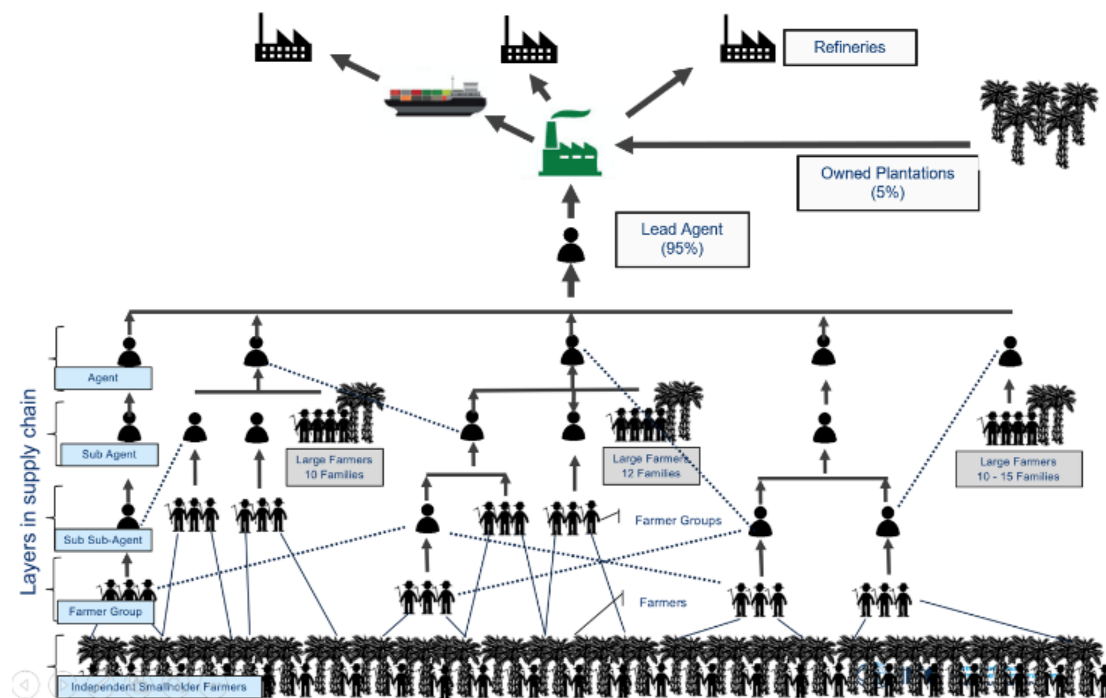 Refineries
Owned Plantations
(5%)
Lead Agent
(95%)
Layers in supply chain
Agent
Sub Agent
Large Farmers
10 Families
Large Farmers
12 Families
Large Farmers
10 - 15 Families
Sub Sub-Agent
Farmer Groups
Farmer Group
Farmers
Independent Smallholder Farmers